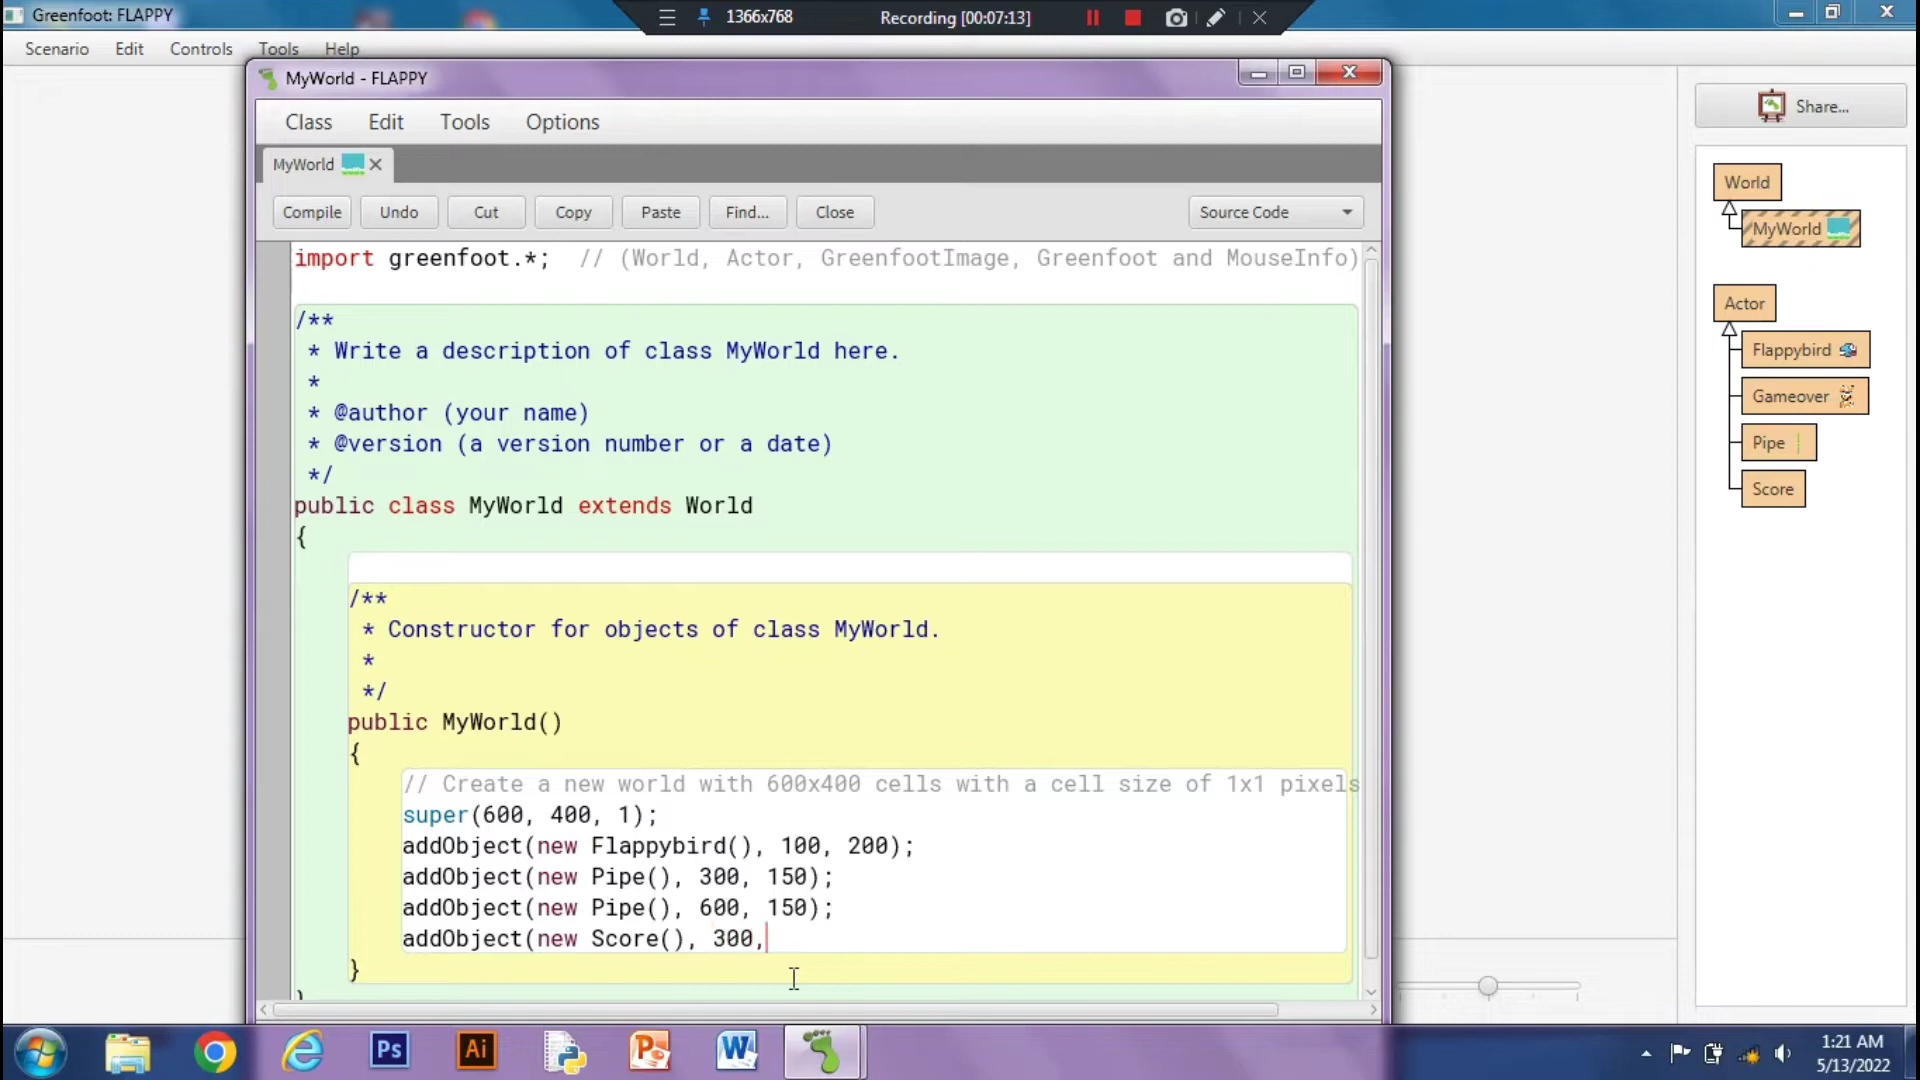 Greenfoot: FLAPPY
1366x768
Recording [00:07:13]
Scenario
Edit
Controls
Tools
Help
MyWorld - FLAPPY
Class
Edit
Tools
Options
MyWorld
Compile
Undo
Cut
Copy
Paste
Find...
Close
Source Code
import greenfoot.*;  // (World, Actor, GreenfootImage, Greenfoot and MouseInfo)
/**
* Write a description of class MyWorld here.
*
* @author (your name)
* @version (a version number or a date)
*/
public class MyWorld extends World
{
/**
* Constructor for objects of class MyWorld.
*
*/
public MyWorld()
{
// Create a new world with 600x400 cells with a cell size of 1x1 pixels
super(600, 400, 1);
addObject(new Flappybird(), 100, 200);
addObject(new Pipe(), 300, 150);
addObject(new Pipe(), 600, 150);
addObject(new Score(), 300,
}
Share...
World
MyWorld
Actor
Flappybird
Gameover
Pipe
Score
Ps
Ai
1:21 AM
5/13/2022